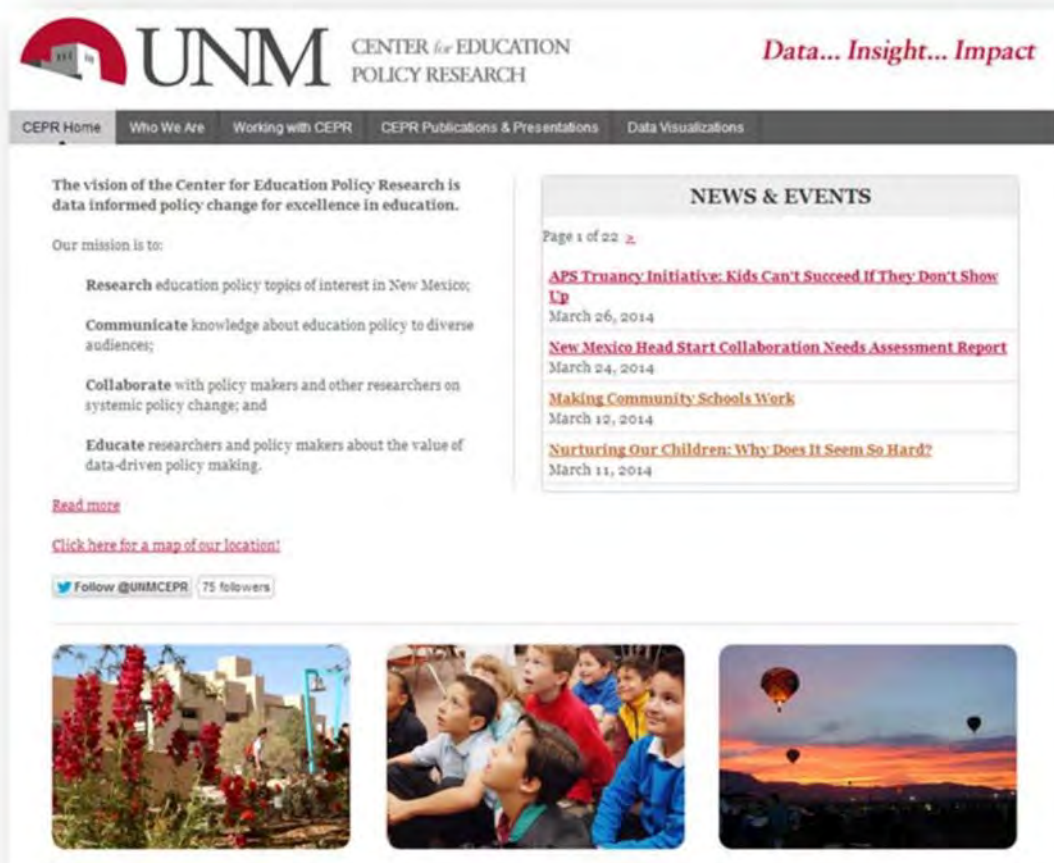 UNM CENTER for EDUCATION
POLICY RESEARCH
Data... Insight... Impact
CEPR Home Who We Are Working with CEPR CEPR Publications & Presentations Data Visualizations
The vision of the Center for Education Policy Research is
data informed policy change for excellence in education.
Our mission is to:
Research education policy topics of interest in New Mexico;
Communicate knowledge about education policy to diverse
audiences;
Collaborate with policy makers and other researchers on
systemic policy change; and
Educate researchers and policy makers about the value of
data-driven policy making.
Read more
Click here for a map of our location!
Follow @UNMCEPR 75 followers
NEWS & EVENTS
Page 1 of 22 >
APS Truancy Initiative: Kids Can't Succeed If They Don't Show
Up
March 26, 2014
New Mexico Head Start Collaboration Needs Assessment Report
March 24, 2014
Making Community Schools Work
March 12, 2014
Nurturing Our Children: Why Does It Seem So Hard?
March 11, 2014